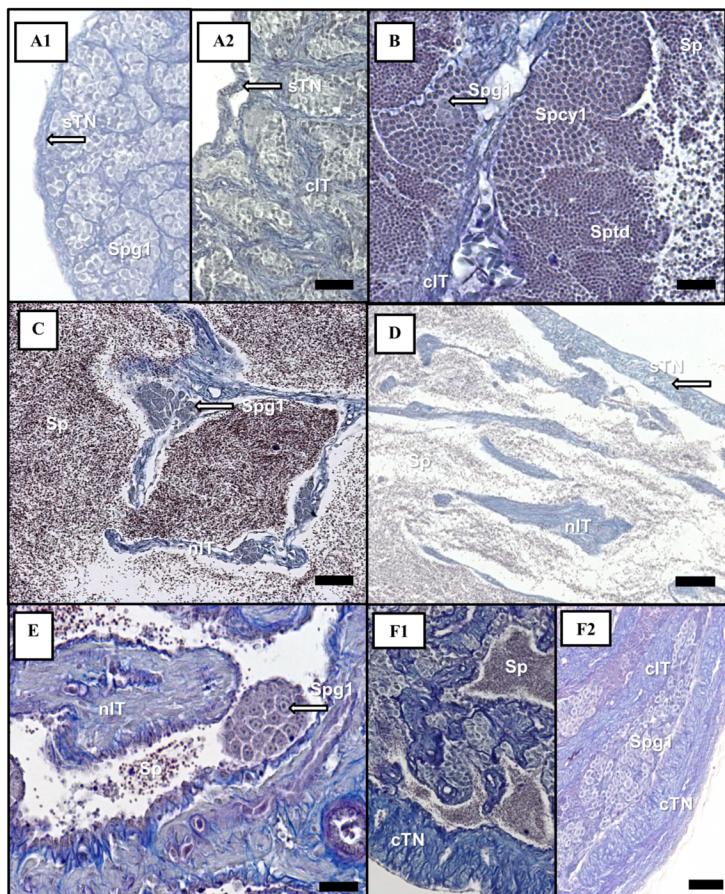 A1
A2
B
sTN
sTN
Spg1
Sp
Spcy1
cIT
Spg1
Sptd
cIT
C
D
sTN
Spg1
Sp
Sp
nIT
nIT
E
F1
F2
Spg1
Sp
cIT
nIT
Spg1
Sp
cTN
cTN